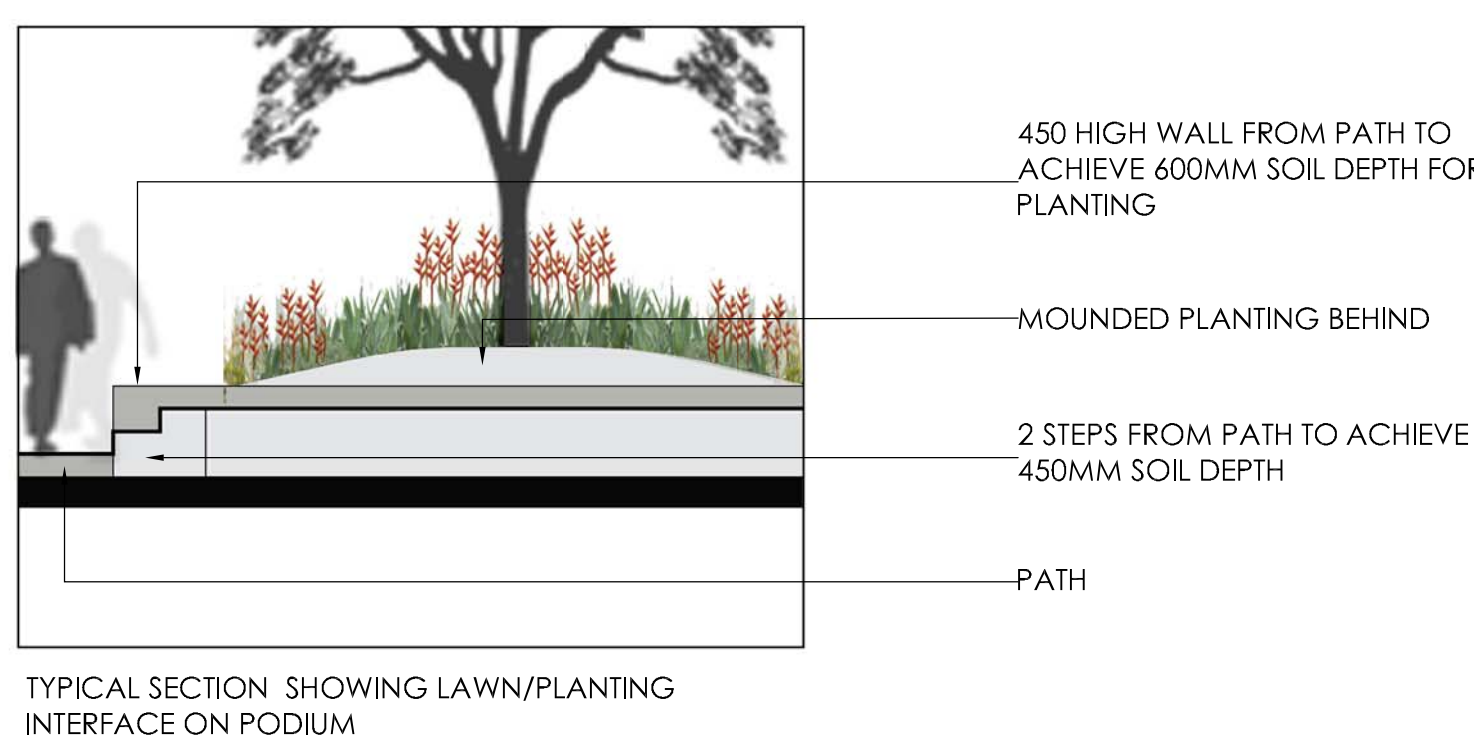 450 HIGH WALL FROM PATH TO
ACHIEVE 600MM SOIL DEPTH FOR
PLANTING
MOUNDED PLANTING BEHIND
2 STEPS FROM PATH TO ACHIEVE
450MM SOIL DEPTH
PATH
TYPICAL SECTION SHOWING LAWN/PLANTING
INTERFACE ON PODIUM